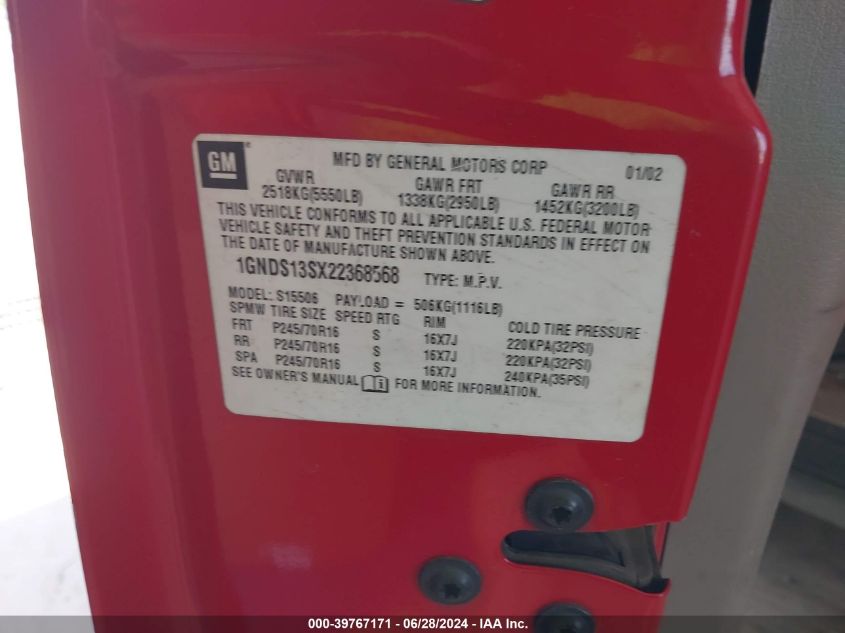 GM
MFD BY GENERAL MOTORS CORP 01/02
GVWR GAWR FRT GAWR RR
2518KG(5550LB) 1338KG(2950LB) 1452KG(3200LB)
THIS VEHICLE CONFORMS TO ALL APPLICABLE U.S. FEDERAL MOTOR
VEHICLE SAFETY AND THEFT PREVENTION STANDARDS IN EFFECT ON
THE DATE OF MANUFACTURE SHOWN ABOVE.
1GNDS13SX22368568 TYPE: M.P.V.
MODEL: S15506 PAYLOAD = 506KG(1116LB)
SPMW TIRE SIZE SPEED RTG RIM COLD TIRE PRESSURE
FRT P245/70R16 S 16X7J 220KPA(32PSI)
RR P245/70R16 S 16X7J 220KPA(32PSI)
SPA P245/70R16 S 16X7J 240KPA(35PSI)
SEE OWNER'S MANUAL i FOR MORE INFORMATION.
000-39767171 - 06/28/2024 - IAA Inc.